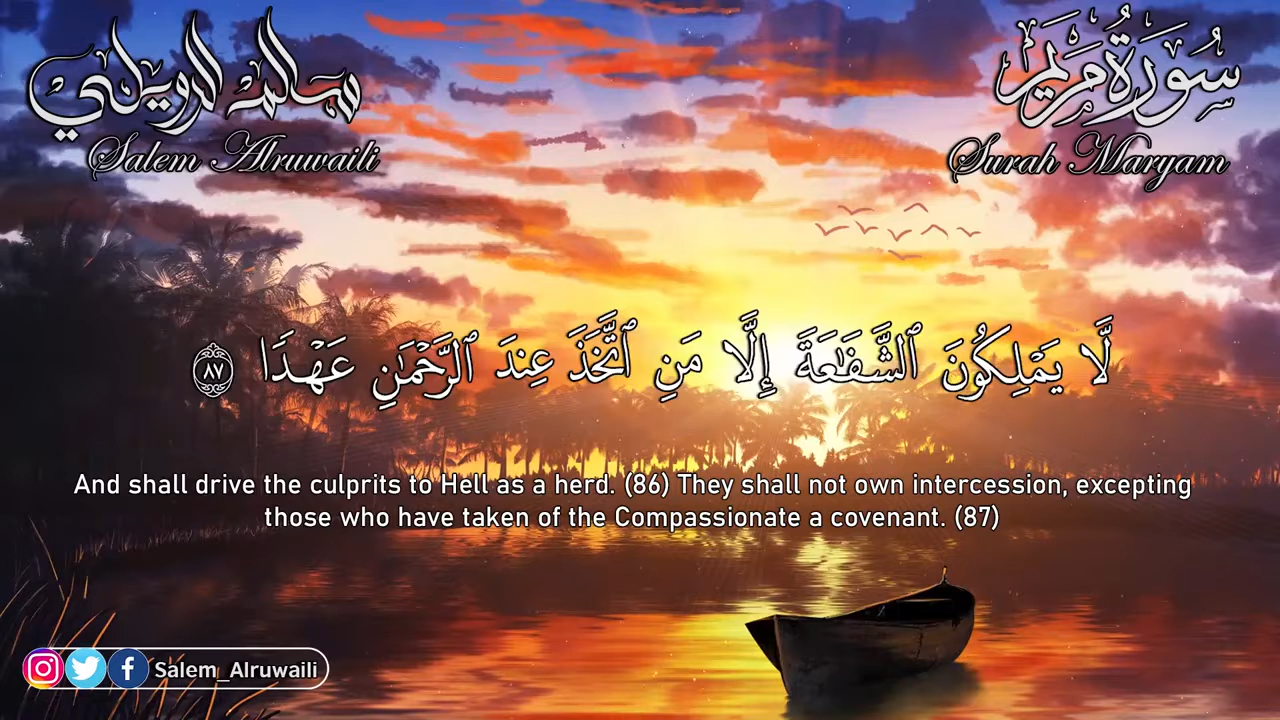 سالم الرويلي
Salem Alruwaili
سورة مريم
Surah Maryam
لَّا يَمْلِكُونَ ٱلشَّفَٰعَةَ إِلَّا مَنِ ٱتَّخَذَ عِندَ ٱلرَّحْمَٰنِ عَهْدًا ٨٧
And shall drive the culprits to Hell as a herd. (86) They shall not own intercession, excepting
those who have taken of the Compassionate a covenant. (87)
Salem_Alruwaili